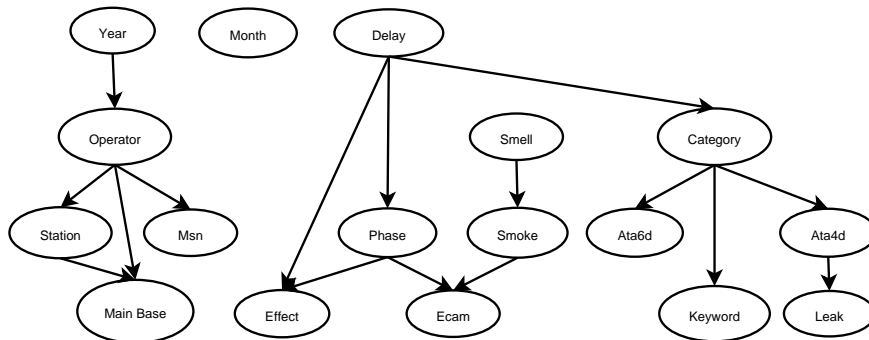 Year
Month
Delay
Operator
Smell
Category
Station
Msn
Phase
Smoke
Ata6d
Ata4d
Main Base
Effect
Ecam
Keyword
Leak